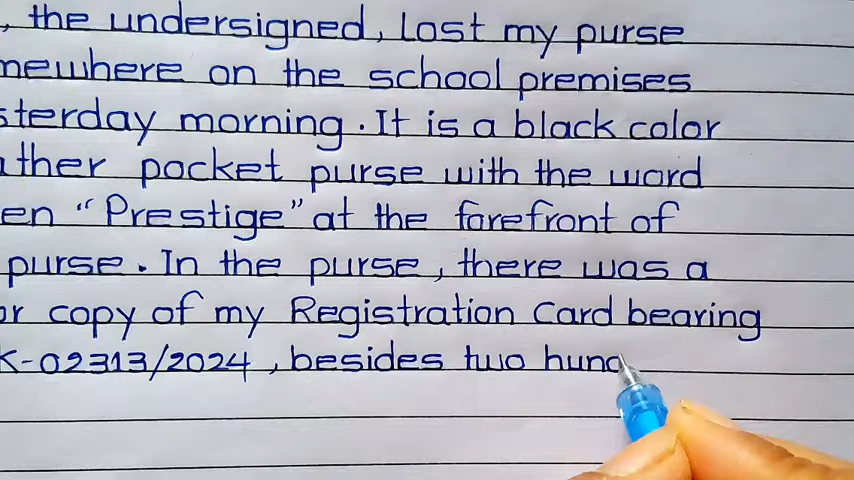 , the undersigned, Lost my purse
mewhere on the school premises
sterday morning. It is a black color
ather pocket purse with the word
en "Prestige" at the forefront of
purse. In the purse, there was a
or copy of my Registration Card bearing
K-02313/2024, besides two hund